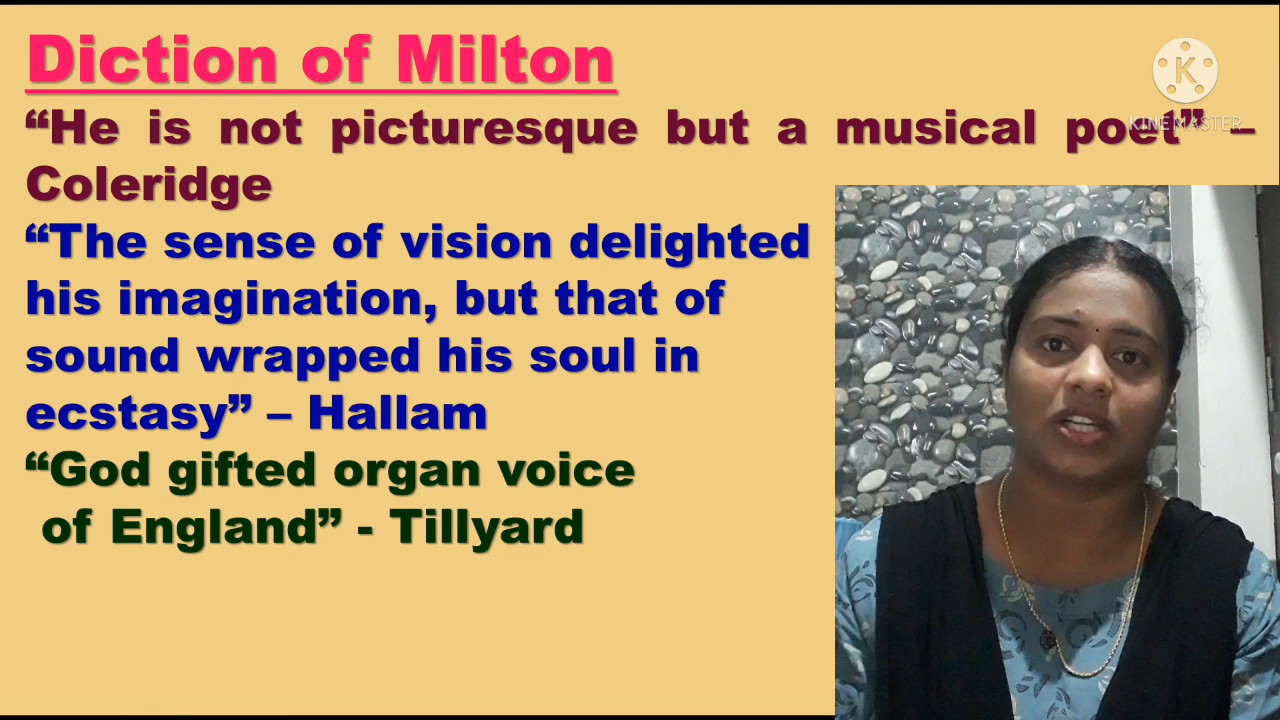 Diction of Milton
“He is not picturesque but a musical poet” –
Coleridge
“The sense of vision delighted
his imagination, but that of
sound wrapped his soul in
ecstasy” – Hallam
“God gifted organ voice
of England” - Tillyard
K
KINEMASTER